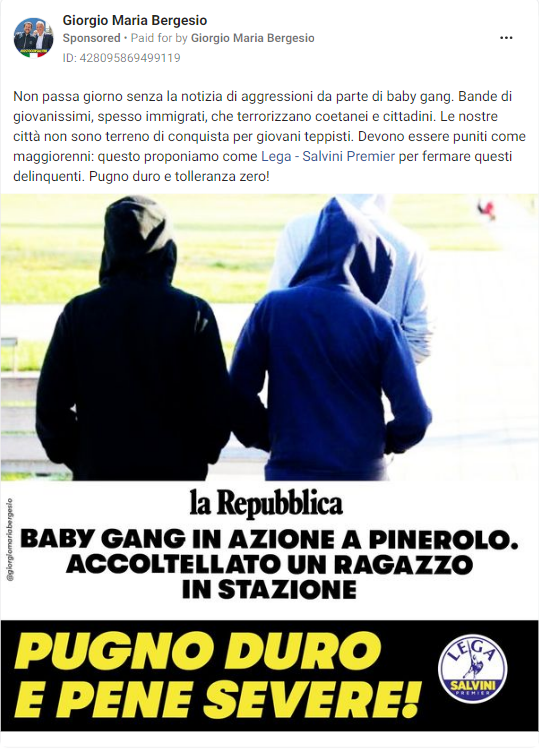 Giorgio Maria Bergesio
Sponsored • Paid for by Giorgio Maria Bergesio
ID: 428095869499119
Non passa giorno senza la notizia di aggressioni da parte di baby gang. Bande di
giovanissimi, spesso immigrati, che terrorizzano coetanei e cittadini. Le nostre
città non sono terreno di conquista per giovani teppisti. Devono essere puniti come
maggiorenni: questo proponiamo come Lega - Salvini Premier per fermare questi
delinquenti. Pugno duro e tolleranza zero!
@giorgiomariabergesio
la Repubblica
BABY GANG IN AZIONE A PINEROLO.
ACCOLTELLATO UN RAGAZZO
IN STAZIONE
PUGNO DURO
E PENE SEVERE!
LEGA
SALVINI
PREMIER